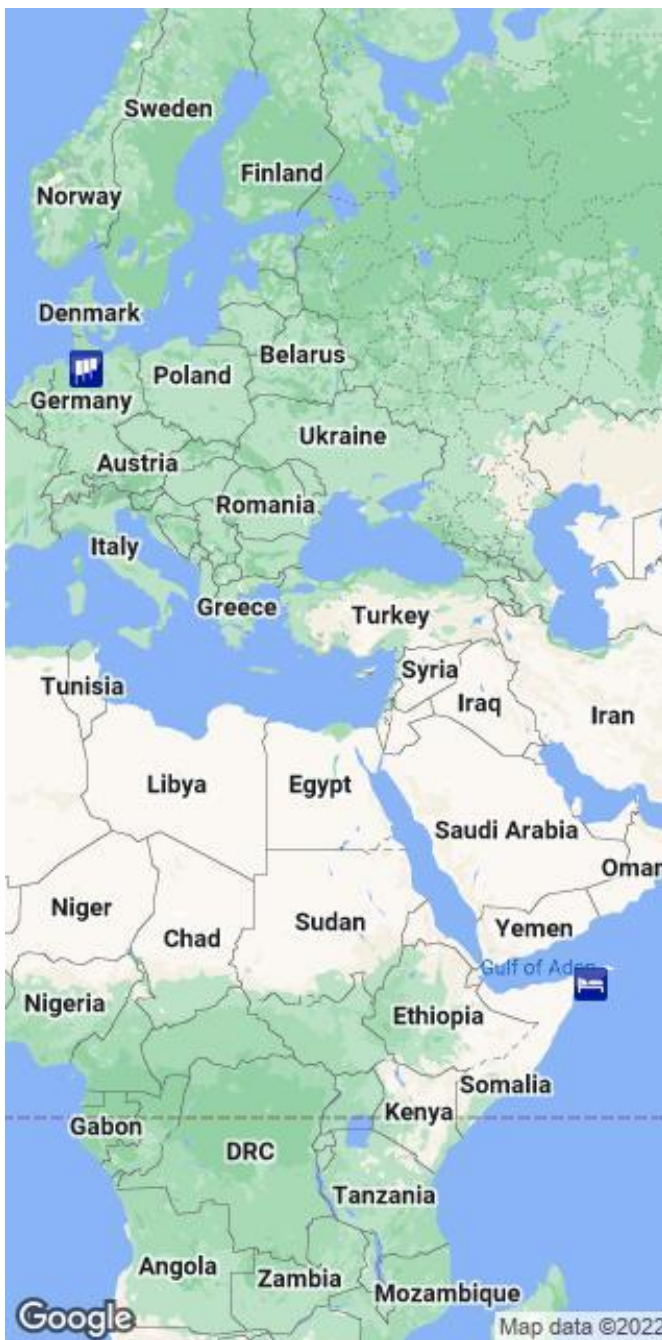 Sweden
Finland
Norway
Denmark
Belarus
Poland
Germany
Ukraine
Austria
Romania
Italy
Greece
Turkey
Syria
Tunisia
Iraq
Iran
Libya
Egypt
Saudi Arabia
Oman
Niger
Sudan
Yemen
Chad
Gulf of Aden
Nigeria
Ethiopia
Somalia
Kenya
Gabon
DRC
Tanzania
Angola
Zambia
Mozambique
Google
Map data ©2022